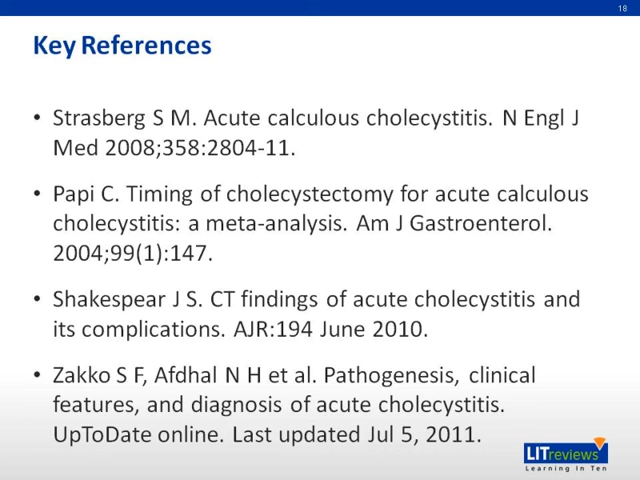 18
Key References
• Strasberg S M. Acute calculous cholecystitis. N Engl J
Med 2008;358:2804-11.
• Papi C. Timing of cholecystectomy for acute calculous
cholecystitis: a meta-analysis. Am J Gastroenterol.
2004;99(1):147.
• Shakespear J S. CT findings of acute cholecystitis and
its complications. AJR:194 June 2010.
• Zakko S F, Afdhal N H et al. Pathogenesis, clinical
features, and diagnosis of acute cholecystitis.
UpToDate online. Last updated Jul 5, 2011.
LITreviews
Learning In Ten